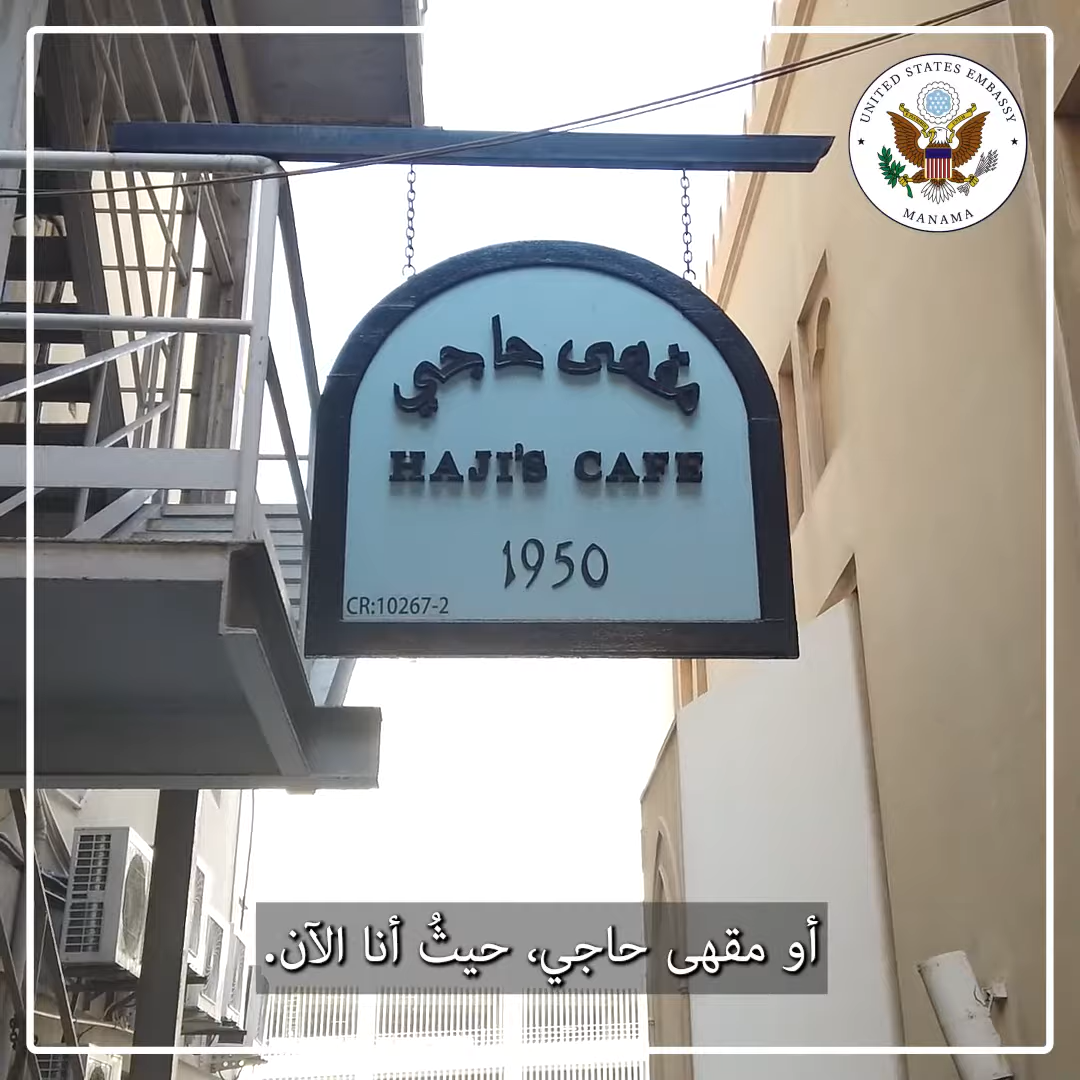 UNITED STATES EMBASSY
MANAMA
مقهى حاجي
HAJI'S CAFE
1950
CR:10267-2
أو مقهى حاجي، حيثُ أنا الآن.